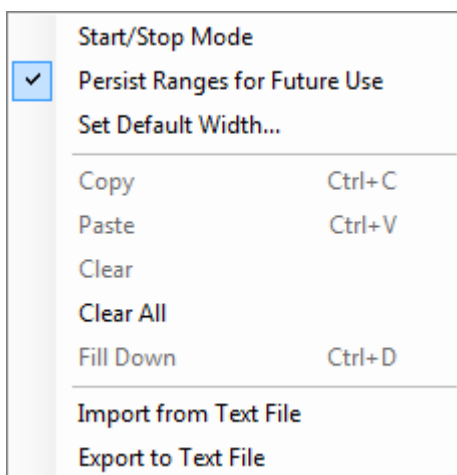 Start/Stop Mode
Persist Ranges for Future Use
Set Default Width...
Copy Ctrl+C
Paste Ctrl+V
Clear
Clear All
Fill Down Ctrl+D
Import from Text File
Export to Text File